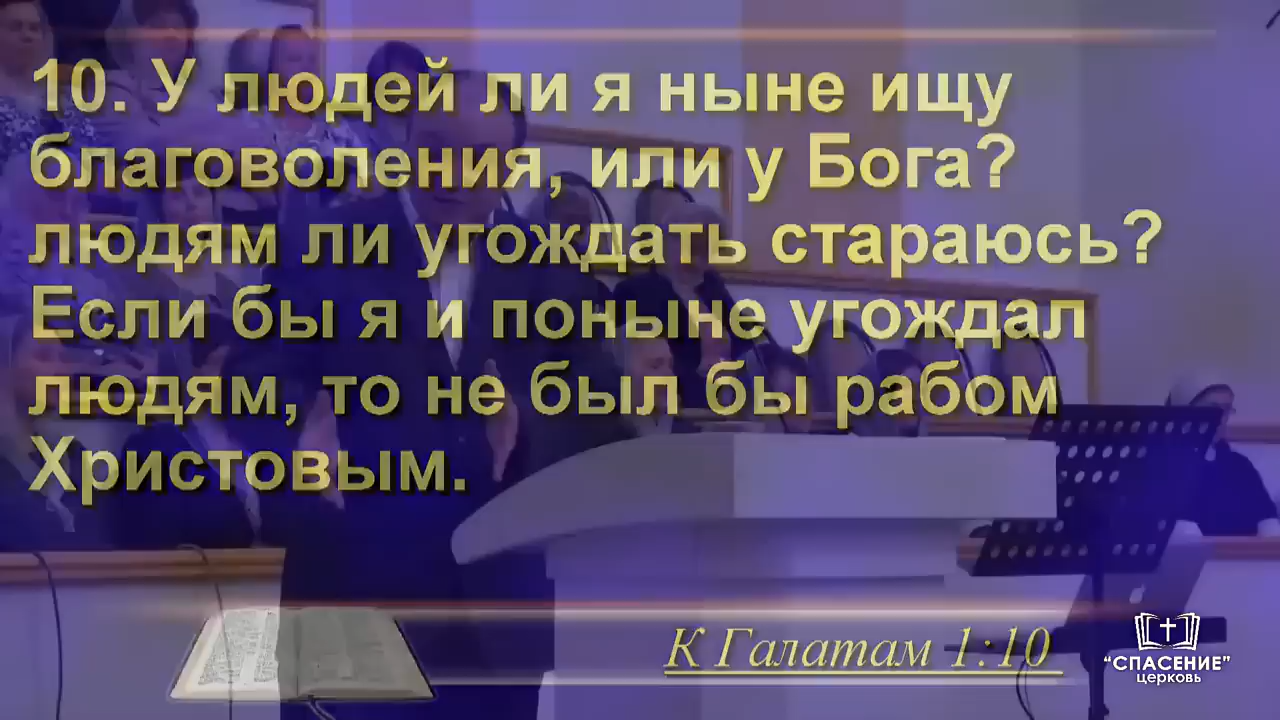 10. У людей ли я ныне ищу
благоволения, или у Бога?
людям ли угождать стараюсь?
Если бы я и поныне угождал
людям, то не был бы рабом
Христовым.
К Галатам 1:10
“СПАСЕНИЕ”
церковь